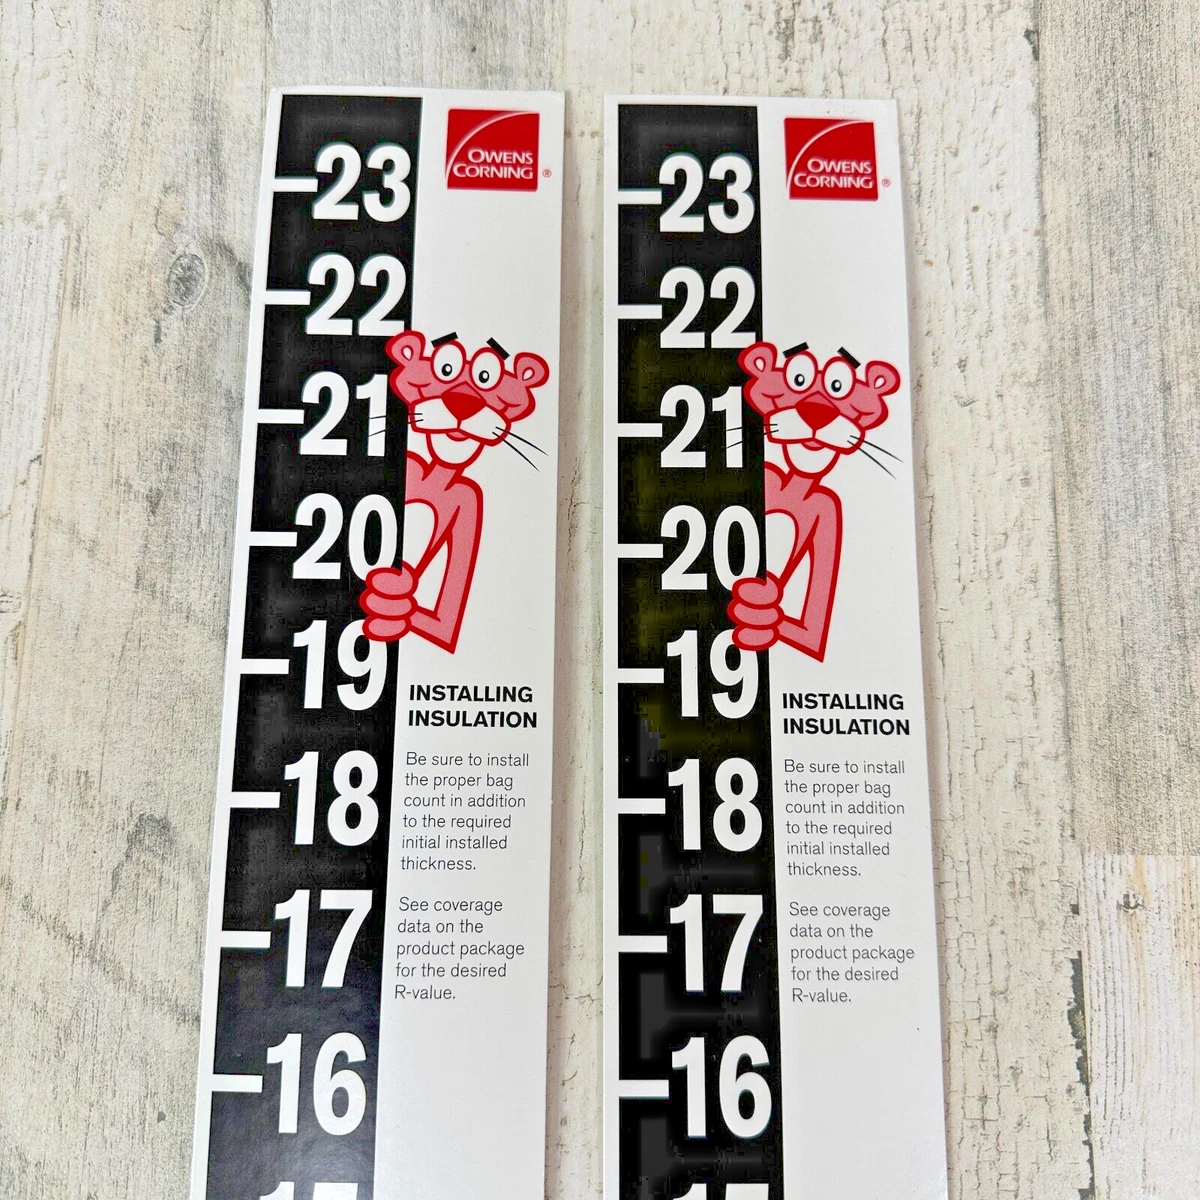 23
22
21
20
19
18
17
16
15
OWENS
CORNING®
INSTALLING
INSULATION
Be sure to install
the proper bag
count in addition
to the required
initial installed
thickness.
See coverage
data on the
product package
for the desired
R-value.
23
22
21
20
19
18
17
16
15
OWENS
CORNING®
INSTALLING
INSULATION
Be sure to install
the proper bag
count in addition
to the required
initial installed
thickness.
See coverage
data on the
product package
for the desired
R-value.